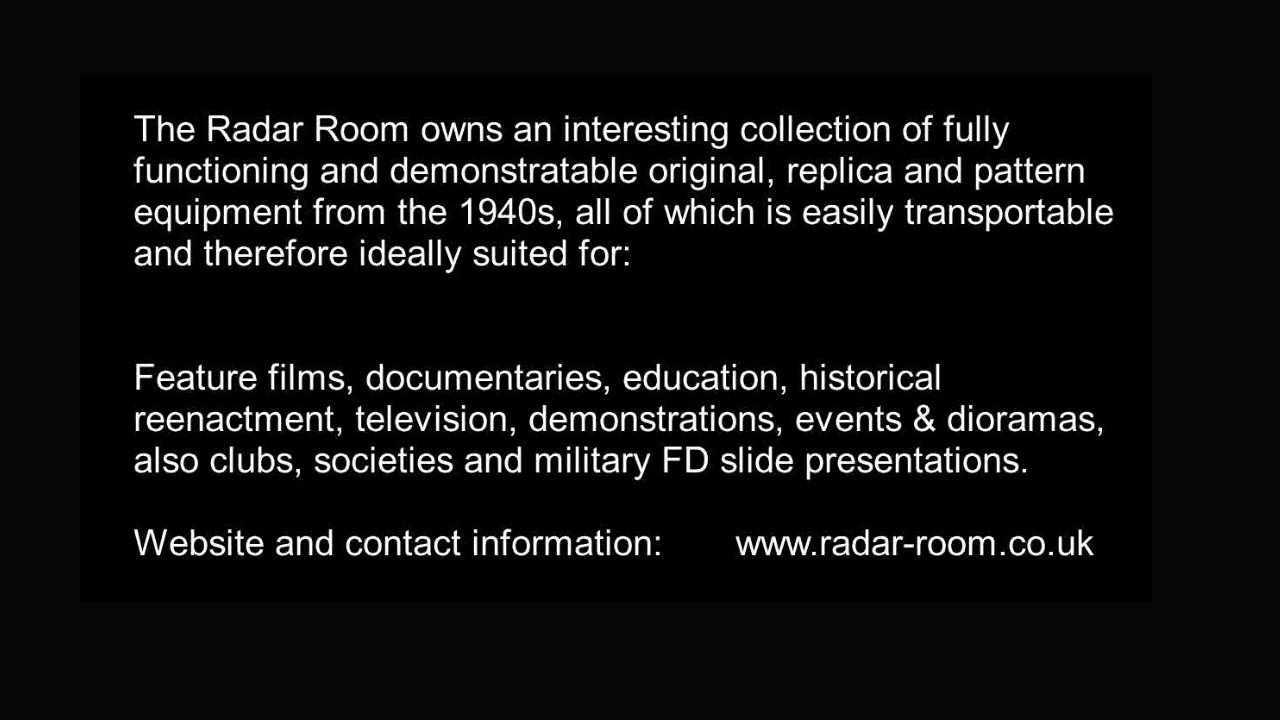 The Radar Room owns an interesting collection of fully
functioning and demonstratable original, replica and pattern
equipment from the 1940s, all of which is easily transportable
and therefore ideally suited for:
Feature films, documentaries, education, historical
reenactment, television, demonstrations, events & dioramas,
also clubs, societies and military FD slide presentations.
Website and contact information: www.radar-room.co.uk